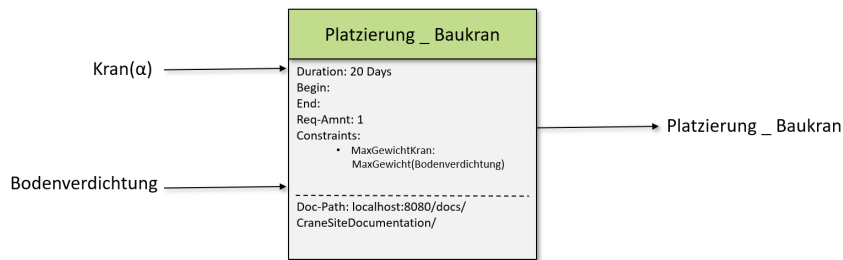 Platzierung _ Baukran
Kran(α)
Duration: 20 Days
Begin:
End:
Req-Amnt: 1
Constraints:
• MaxGewichtKran:
MaxGewicht(Bodenverdichtung)
Platzierung _ Baukran
Bodenverdichtung
Doc-Path: localhost:8080/docs/
CraneSiteDocumentation/